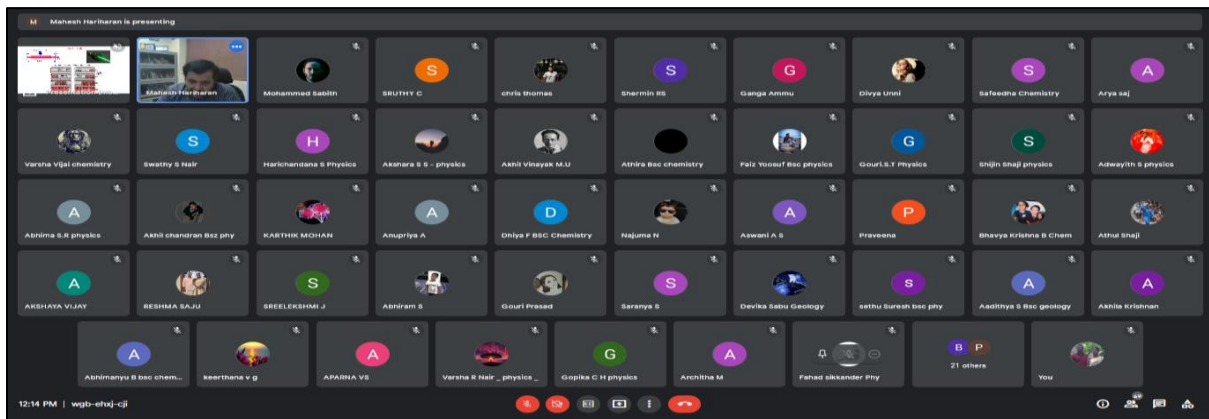 M Mahesh Hariharan is presenting
Mahesh Hariharan
Mohammed Sabith
S
SRUTHY C
chris thomas
S
Shermin RS
G
Ganga Ammu
Divya Unni
S
Safeedha Chemistry
A
Arya saj
Varsha Vijai chemistry
S
Swathy S Nair
H
Harichandana S Physics
Akshara S S - physics
Akhil Vinayak M.U
Athira Bsc chemistry
Faiz Yoosuf Bsc physics
G
Gouri.S.T Physics
S
Shijin Shaji physics
Adwayith S physics
A
Abhima S.R physics
Akhil chandran Bsz phy
KARTHIK MOHAN
A
Anupriya A
D
Dhiya F BSC Chemistry
Najuma N
A
Aswani A S
P
Praveena
Bhavya Krishna B Chem
Athul Shaji
A
AKSHAYA VIJAY
RESHMA SAJU
S
SREELEKSHMI J
Abhiram S
Gouri Prasad
S
Saranya S
Devika Sabu Geology
s
sethu Suresh bsc phy
A
Aadithya S Bsc geology
A
Akhila Krishnan
A
Abhimanyu B bsc chem...
keerthana v g
A
APARNA VS
Varsha R Nair _ physics _
G
Gopika C H physics
A
Architha M
Fahad sikkander Phy
B P
21 others
You
12:14 PM | wgb-ehxj-cji
69